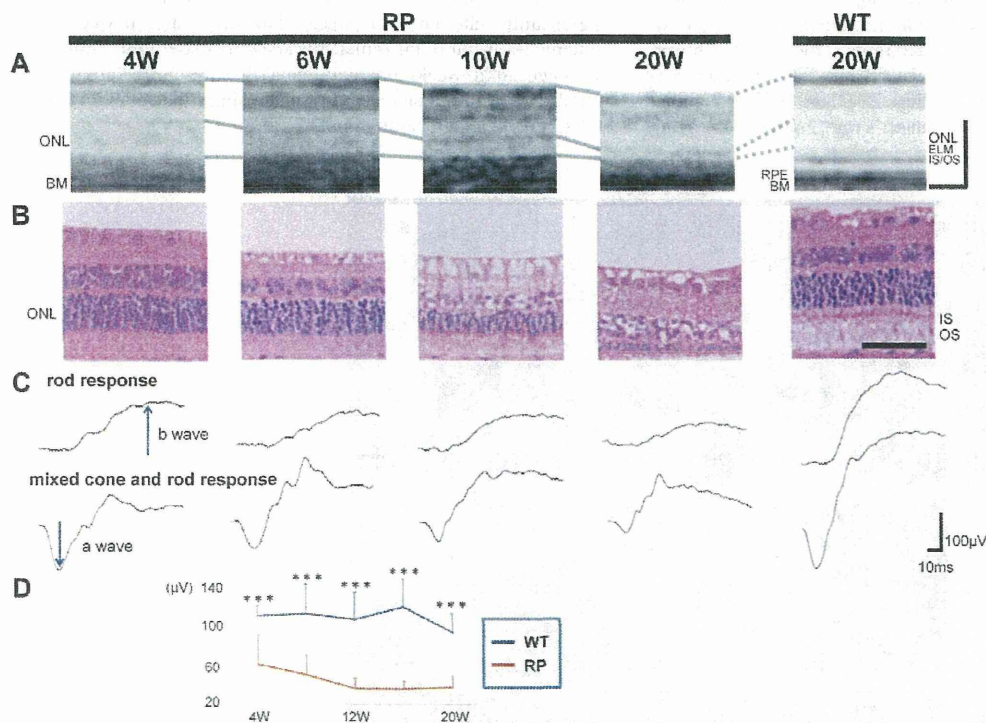 RP WT
A 4W 6W 10W 20W 20W
ONL
BM
ONL
ELM
IS/OS
RPE
BM
B
ONL
IS
OS
C rod response
b wave
mixed cone and rod response
a wave
100µV
10ms
D
(µV) 140
100
60
20
*** *** *** *** ***
WT
RP
4W 12W 20W